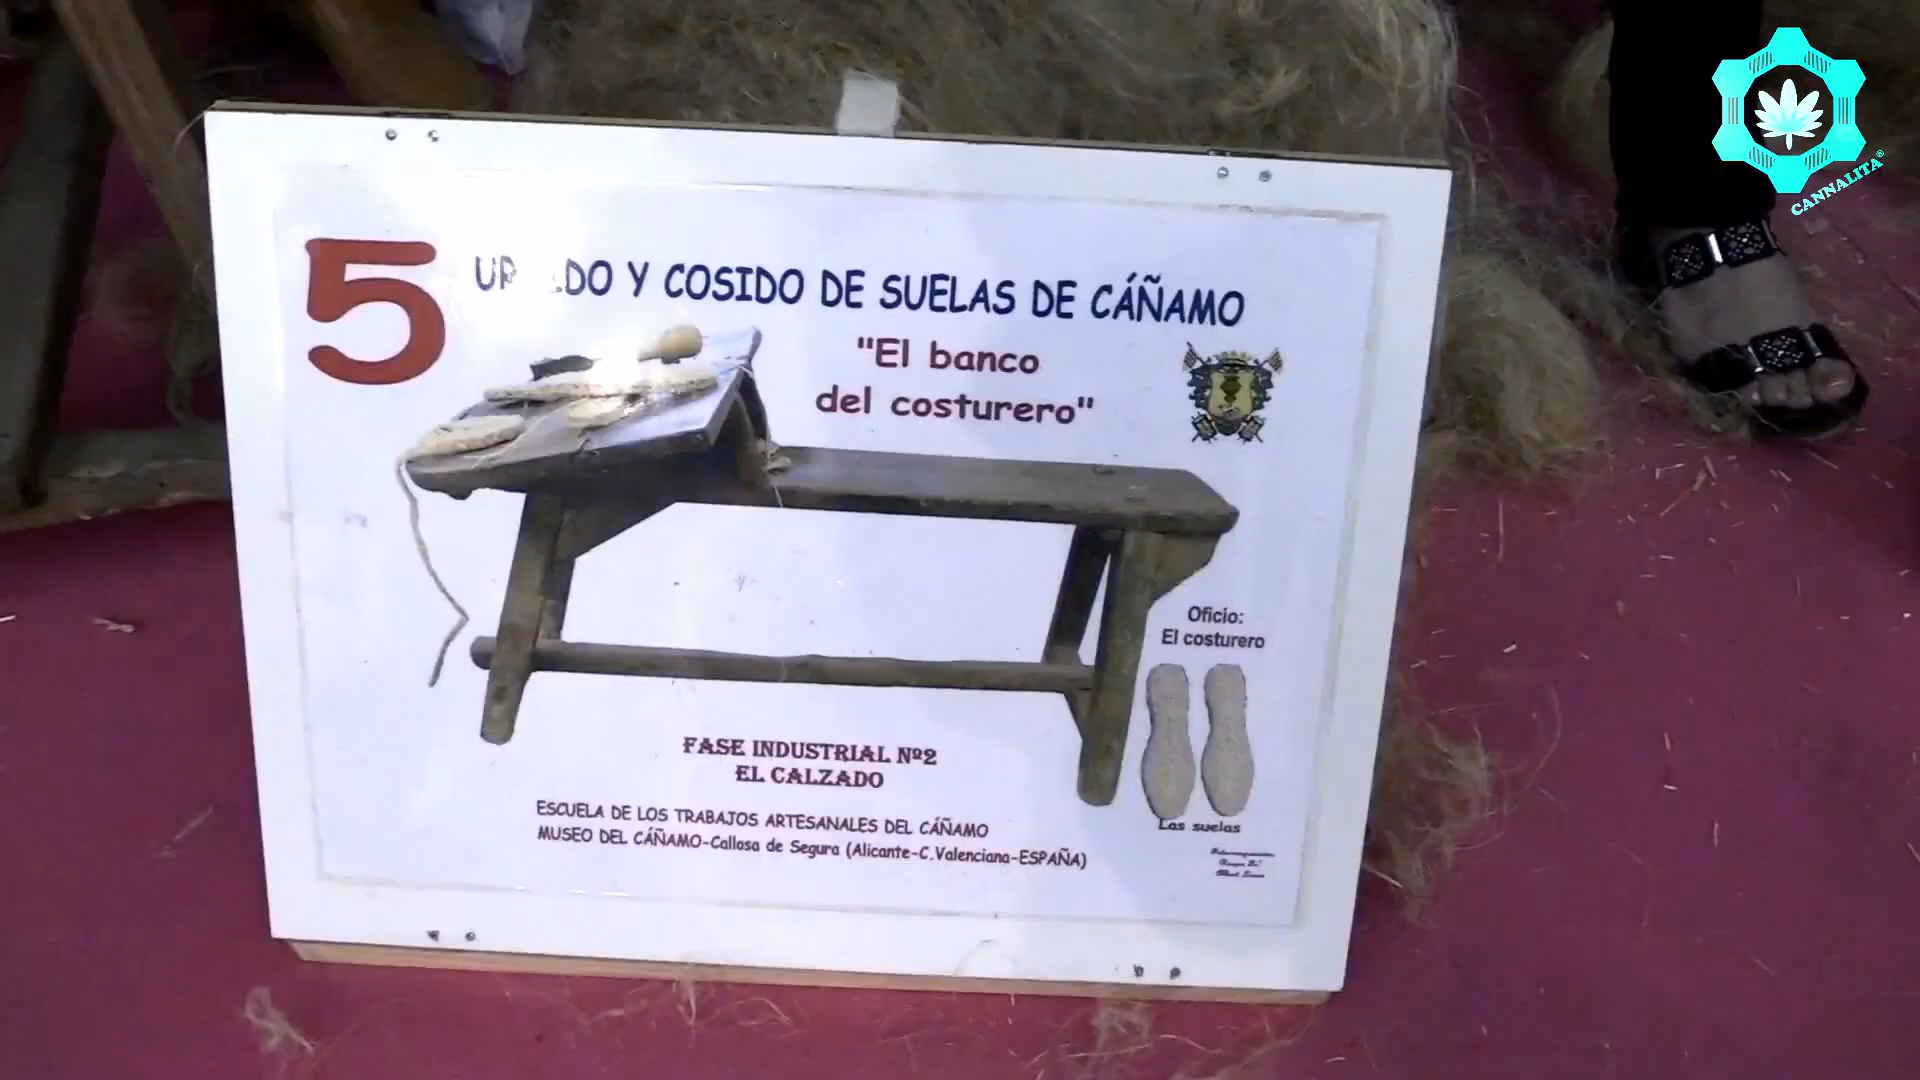 5
Y COSIDO DE SUELAS DE CÁÑAMO
"El banco
del costurero"
Oficio:
El costurero
Las suelas
FASE INDUSTRIAL Nº2
EL CALZADO
ESCUELA DE LOS TRABAJOS ARTESANALES DEL CÁÑAMO
MUSEO DEL CÁÑAMO-Callosa de Segura (Alicante-C.Valenciana-ESPAÑA)
CANNALITA®